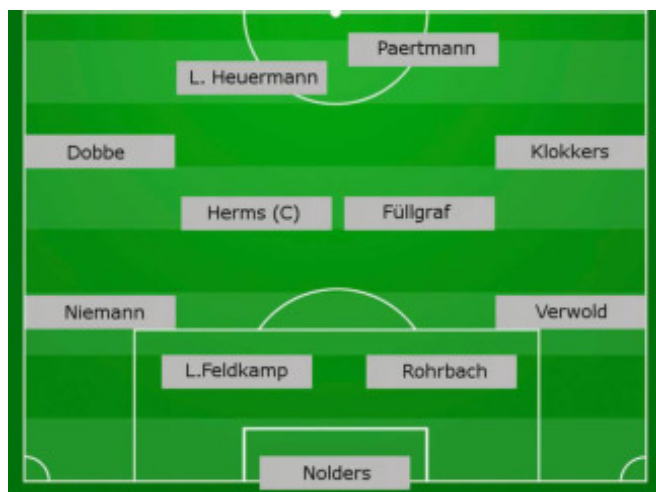 Paertmann
L. Heuermann
Dobbe
Klokkers
Herms (C)
Füllgraf
Niemann
Verwold
L.Feldkamp
Rohrbach
Nolders